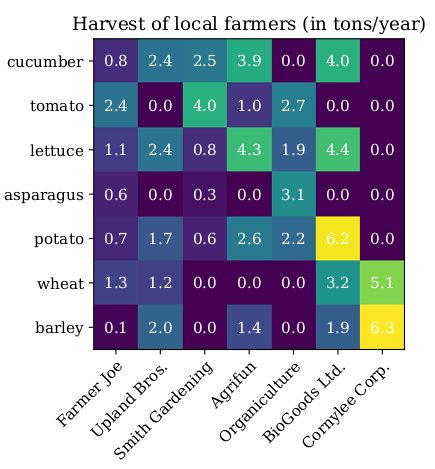 Harvest of local farmers (in tons/year)
cucumber 0.8 2.4 2.5 3.9 0.0 4.0 0.0
tomato 2.4 0.0 4.0 1.0 2.7 0.0 0.0
lettuce 1.1 2.4 0.8 4.3 1.9 4.4 0.0
asparagus 0.6 0.0 0.3 0.0 3.1 0.0 0.0
potato 0.7 1.7 0.6 2.6 2.2 6.2 0.0
wheat 1.3 1.2 0.0 0.0 0.0 3.2 5.1
barley 0.1 2.0 0.0 1.4 0.0 1.9 6.3
Farmer Joe
Upland Bros.
Smith Gardening
Agrifun
Organiculture
BioGoods Ltd.
Cornylee Corp.